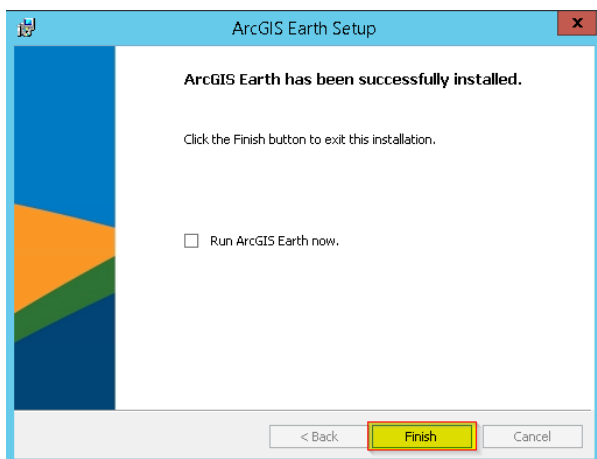 ArcGIS Earth Setup
x
ArcGIS Earth has been successfully installed.
Click the Finish button to exit this installation.
Run ArcGIS Earth now.
< Back Finish Cancel